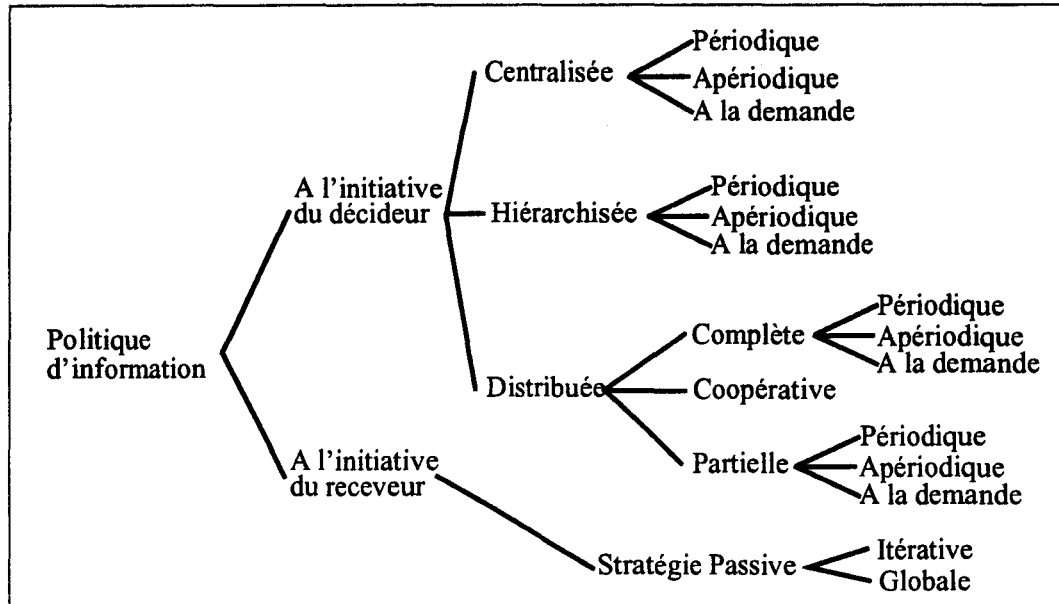 Politique
d'information
A l'initiative
du décideur
Centralisée
Périodique
Apériodique
A la demande
Hiérarchisée
Périodique
Apériodique
A la demande
Distribuée
Complète
Périodique
Apériodique
A la demande
Coopérative
Partielle
Périodique
Apériodique
A la demande
A l'initiative
du receveur
Stratégie Passive
Itérative
Globale